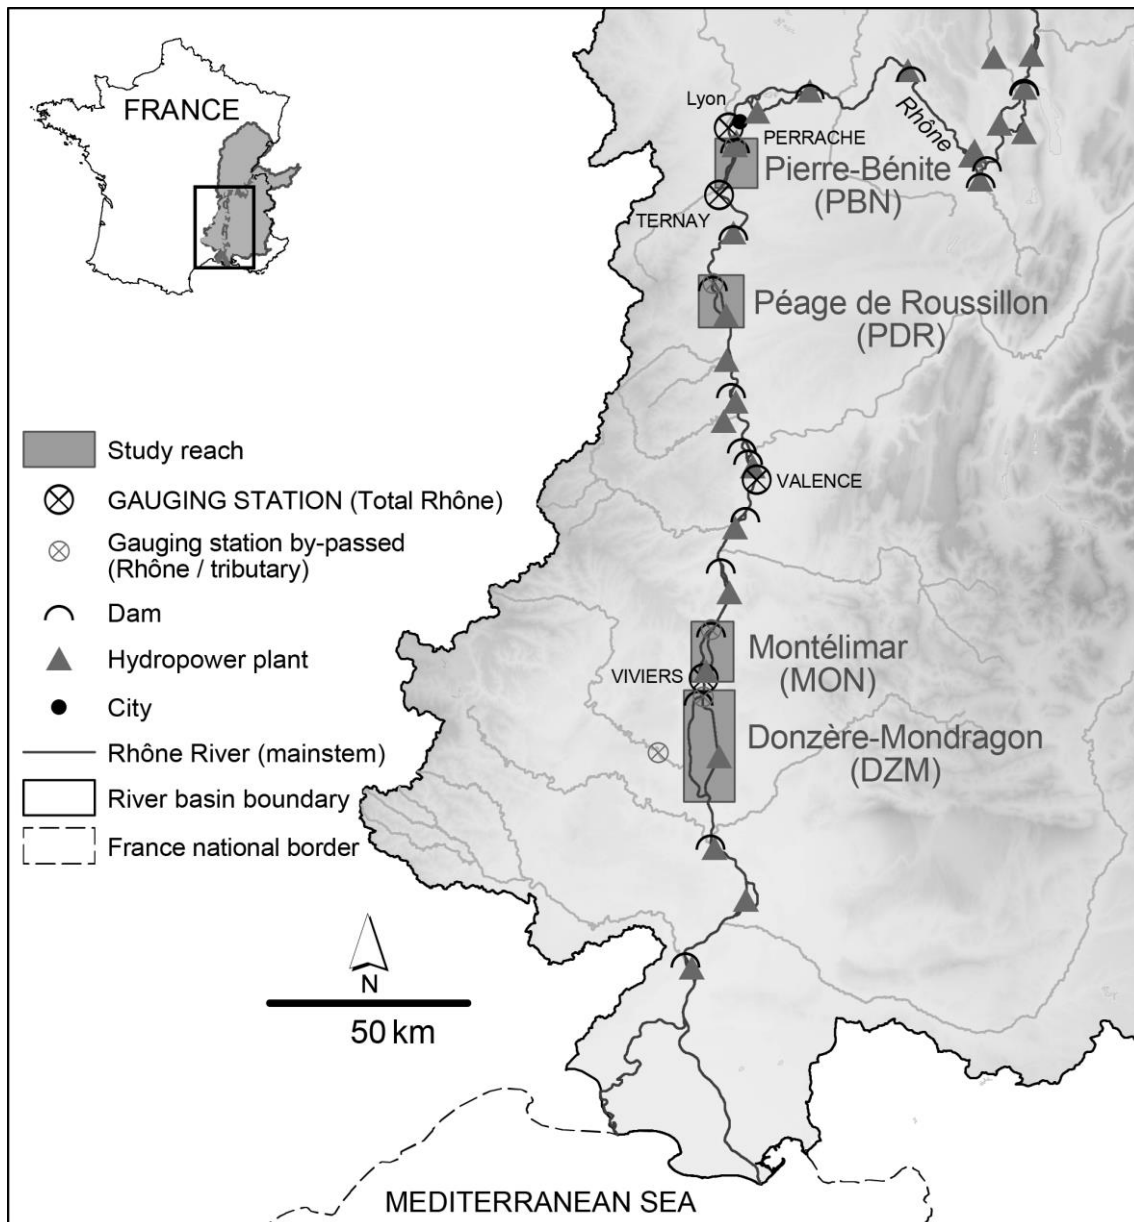 FRANCE
Lyon
Rhône
PERRACHE
Pierre-Bénite
(PBN)
TERNAY
Péage de Roussillon
(PDR)
VALENCE
Montélimar
(MON)
VIVIERS
Donzère-Mondragon
(DZM)
Study reach
GAUGING STATION (Total Rhône)
Gauging station by-passed
(Rhône / tributary)
Dam
Hydropower plant
City
Rhône River (mainstem)
River basin boundary
France national border
N
50 km
MEDITERRANEAN SEA